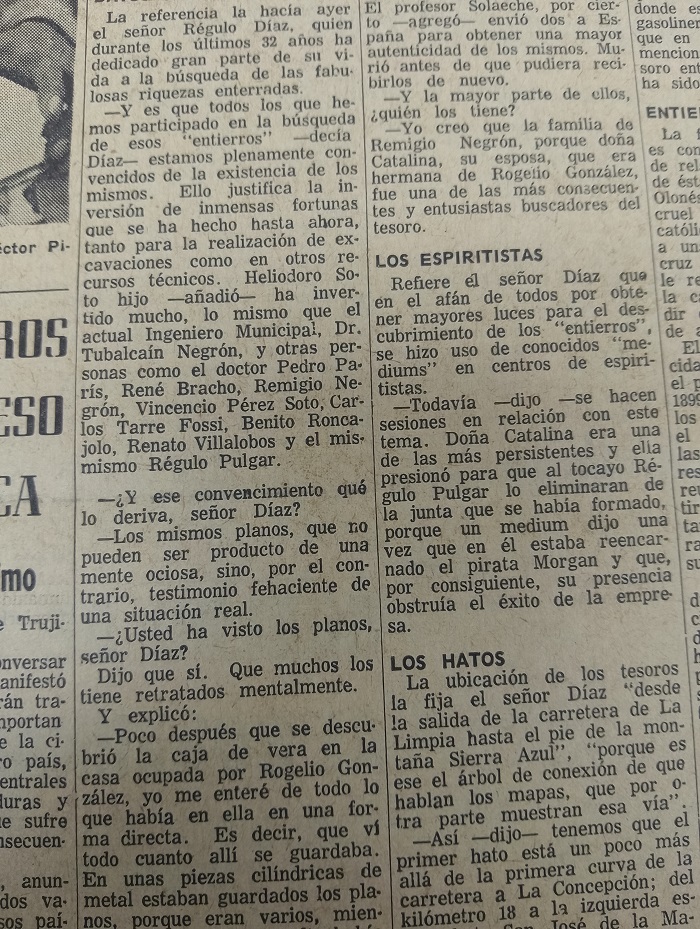 La referencia la hacía ayer
el señor Régulo Díaz, quien
durante los últimos 32 años ha
dedicado gran parte de su vi-
da a la búsqueda de las fabu-
losas riquezas enterradas.
—Y es que todos los que he-
mos participado en la búsqueda
de esos "entierros" —decía
Díaz— estamos plenamente con-
vencidos de la existencia de los
mismos. Ello justifica la in-
versión de inmensas fortunas
que se ha hecho hasta ahora,
tanto para la realización de ex-
cavaciones como en otros re-
cursos técnicos. Heliodoro So-
to hijo —añadió— ha inver-
tido mucho, lo mismo que el
actual Ingeniero Municipal, Dr.
Tubalcaín Negrón, y otras per-
sonas como el doctor Pedro Pa-
rís, René Bracho, Remigio Ne-
grón, Vincencio Pérez Soto, Car-
los Tarre Fossi, Benito Ronca-
jolo, Renato Villalobos y el mis-
mismo Régulo Pulgar.
—¿Y ese convencimiento qué
lo deriva, señor Díaz?
—Los mismos planos, que no
pueden ser producto de una
mente ociosa, sino, por el con-
trario, testimonio fehaciente de
una situación real.
—¿Usted ha visto los planos,
señor Díaz?
Dijo que sí. Que muchos los
tiene retratados mentalmente.
Y explicó:
—Poco después que se descu-
brió la caja de vera en la
casa ocupada por Rogelio Gon-
zález, yo me enteré de todo lo
que había en ella en una for-
ma directa. Es decir, que ví
todo cuanto allí se guardaba.
En unas piezas cilíndricas de
metal estaban guardados los pla-
nos, porque eran varios, mien-
El profesor Solaeche, por cier-
to —agregó— envió dos a Es-
paña para obtener una mayor
autenticidad de los mismos. Mu-
rió antes de que pudiera reci-
birlos de nuevo.
—Y la mayor parte de ellos,
¿quién los tiene?
—Yo creo que la familia de
Remigio Negrón, porque doña
Catalina, su esposa, que era
hermana de Rogelio González,
fue una de las más consecuen-
tes y entusiastas buscadores del
tesoro.
LOS ESPIRITISTAS
Refiere el señor Díaz que
en el afán de todos por obte-
ner mayores luces para el des-
cubrimiento de los "entierros",
se hizo uso de conocidos "me-
diums" en centros de espiri-
tistas.
—Todavía —dijo —se hacen
sesiones en relación con este
tema. Doña Catalina era una
de las más persistentes y ella
presionó para que al tocayo Ré-
gulo Pulgar lo eliminaran de
la junta que se había formado,
porque un medium dijo una
vez que en él estaba reencar-
nado el pirata Morgan y que,
por consiguiente, su presencia
obstruía el éxito de la empre-
sa.
LOS HATOS
La ubicación de los tesoros
la fija el señor Díaz "desde
la salida de la carretera de La
Limpia hasta el pie de la mon-
taña Sierra Azul", "porque es
ese el árbol de conexión de que
hablan los mapas, que por o-
tra parte muestran esa vía".
—Así —dijo— tenemos que el
primer hato está un poco más
allá de la primera curva de la
carretera a La Concepción; del
kilómetro 18 a la izquierda es-
José de la Ma-